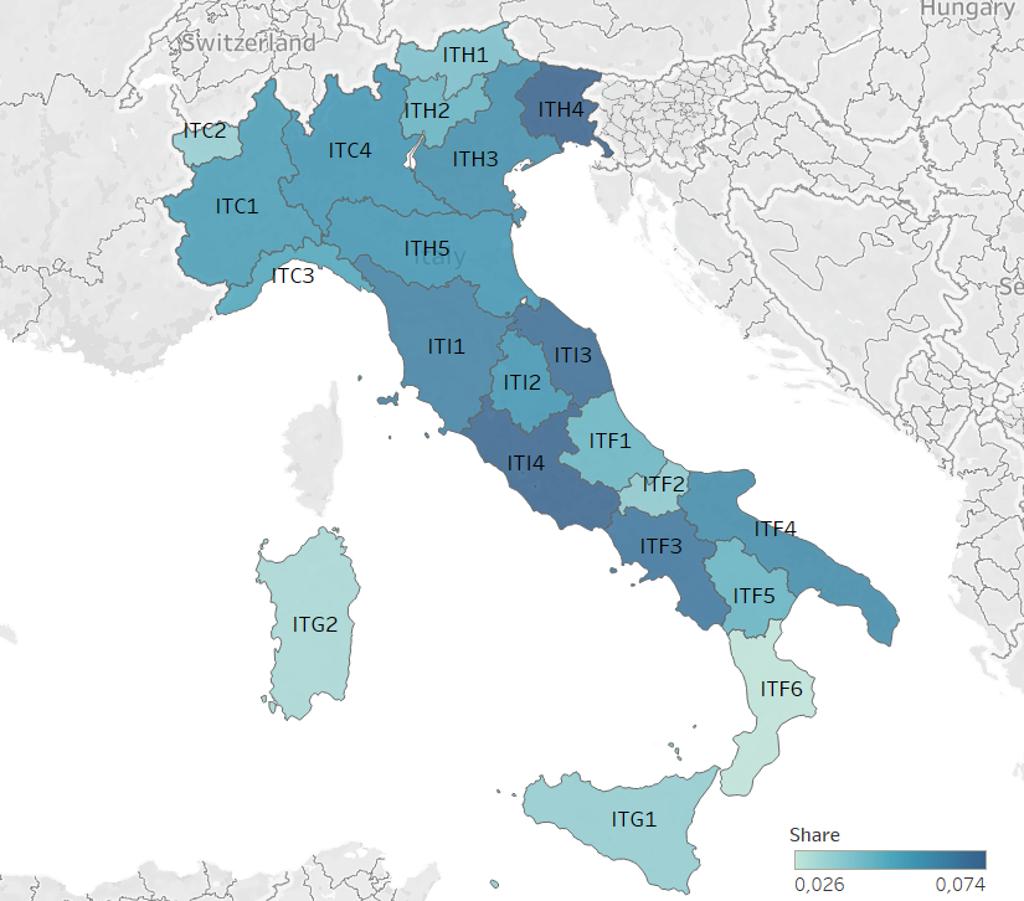 Hungary
Switzerland
ITH1
ITH2
ITH4
ITC2
ITC4
ITH3
ITC1
ITH5
Italy
ITC3
Se
ITI1
ITI3
ITI2
ITF1
ITI4
ITF2
ITF4
ITF3
ITF5
ITG2
ITF6
ITG1
Share
0,026 0,074